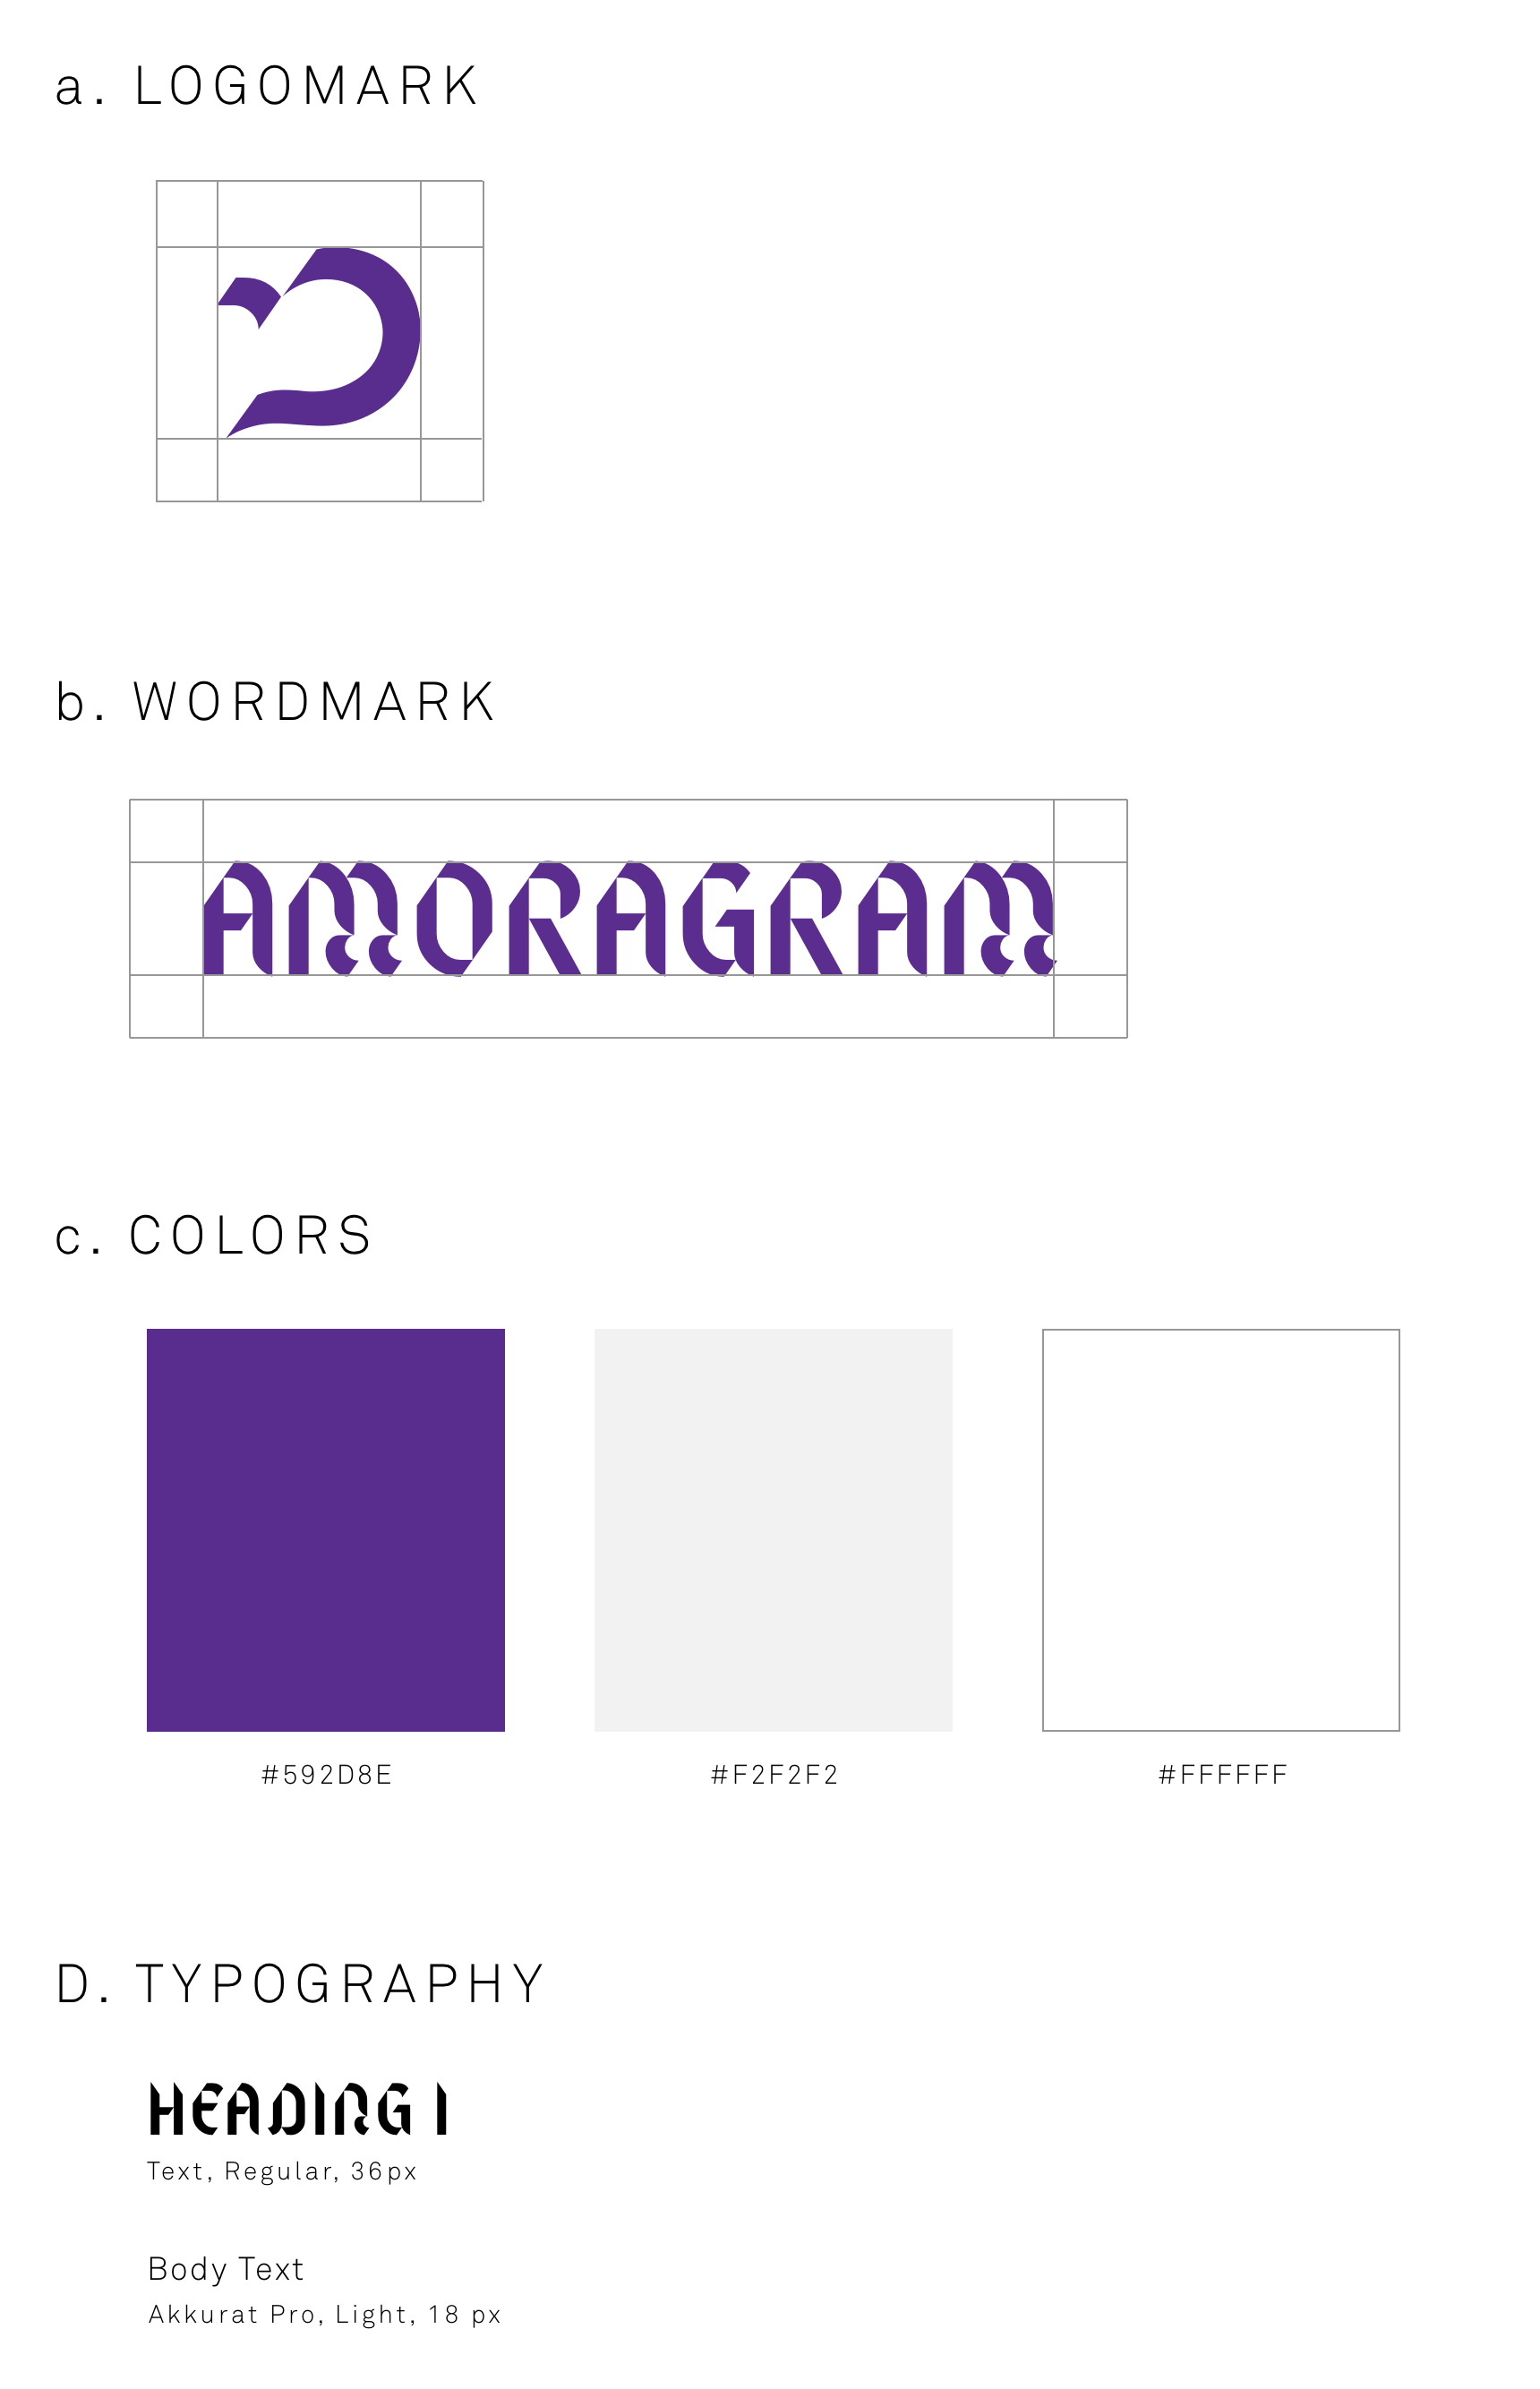 a. LOGOMARK
b. WORDMARK
AMORAGRAM
c. COLORS
#592D8E
#F2F2F2
#FFFFFF
D. TYPOGRAPHY
HEADING I
Text, Regular, 36px
Body Text
Akkurat Pro, Light, 18 px